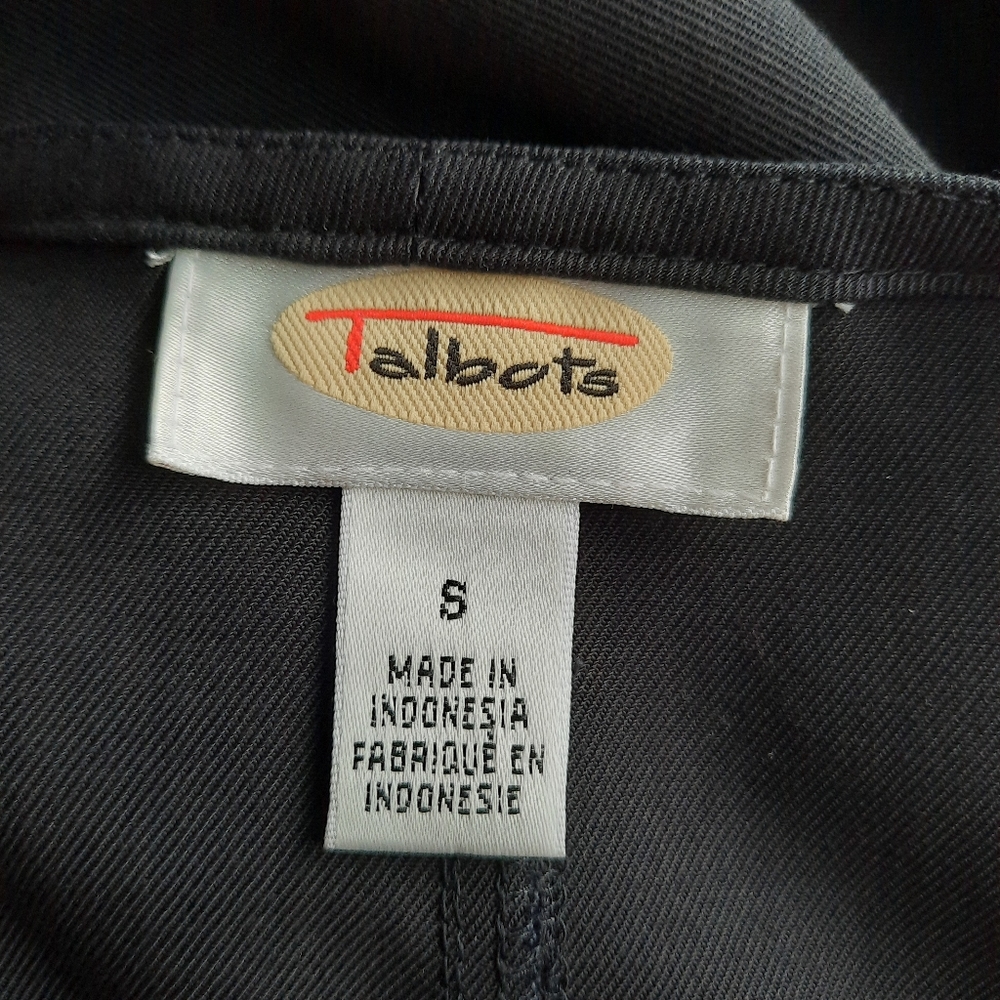 Talbots
S
MADE IN
INDONESIA
FABRIQUÉ EN
INDONESIE